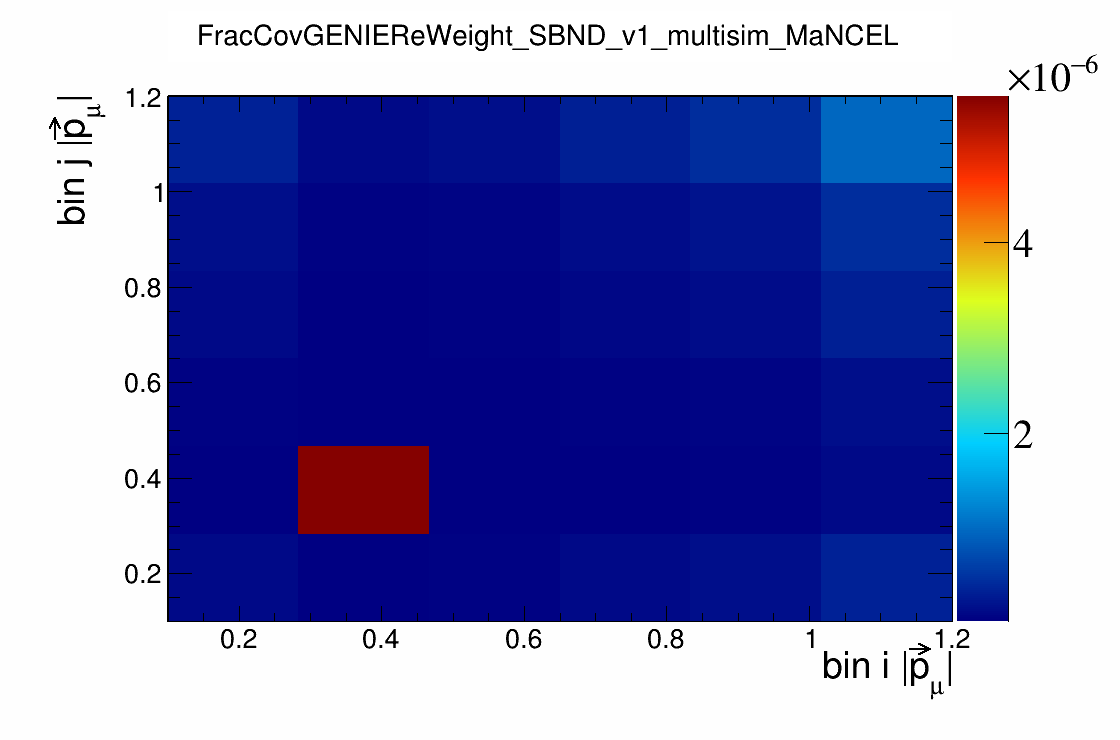 FracCovGENIEReWeight_SBND_v1_multisim_MaNCEL
×10⁻⁶
bin j |p⃗_μ|
1.2
1
0.8
0.6
0.4
0.2
4
2
0.2 0.4 0.6 0.8 1 1.2
bin i |p⃗_μ|